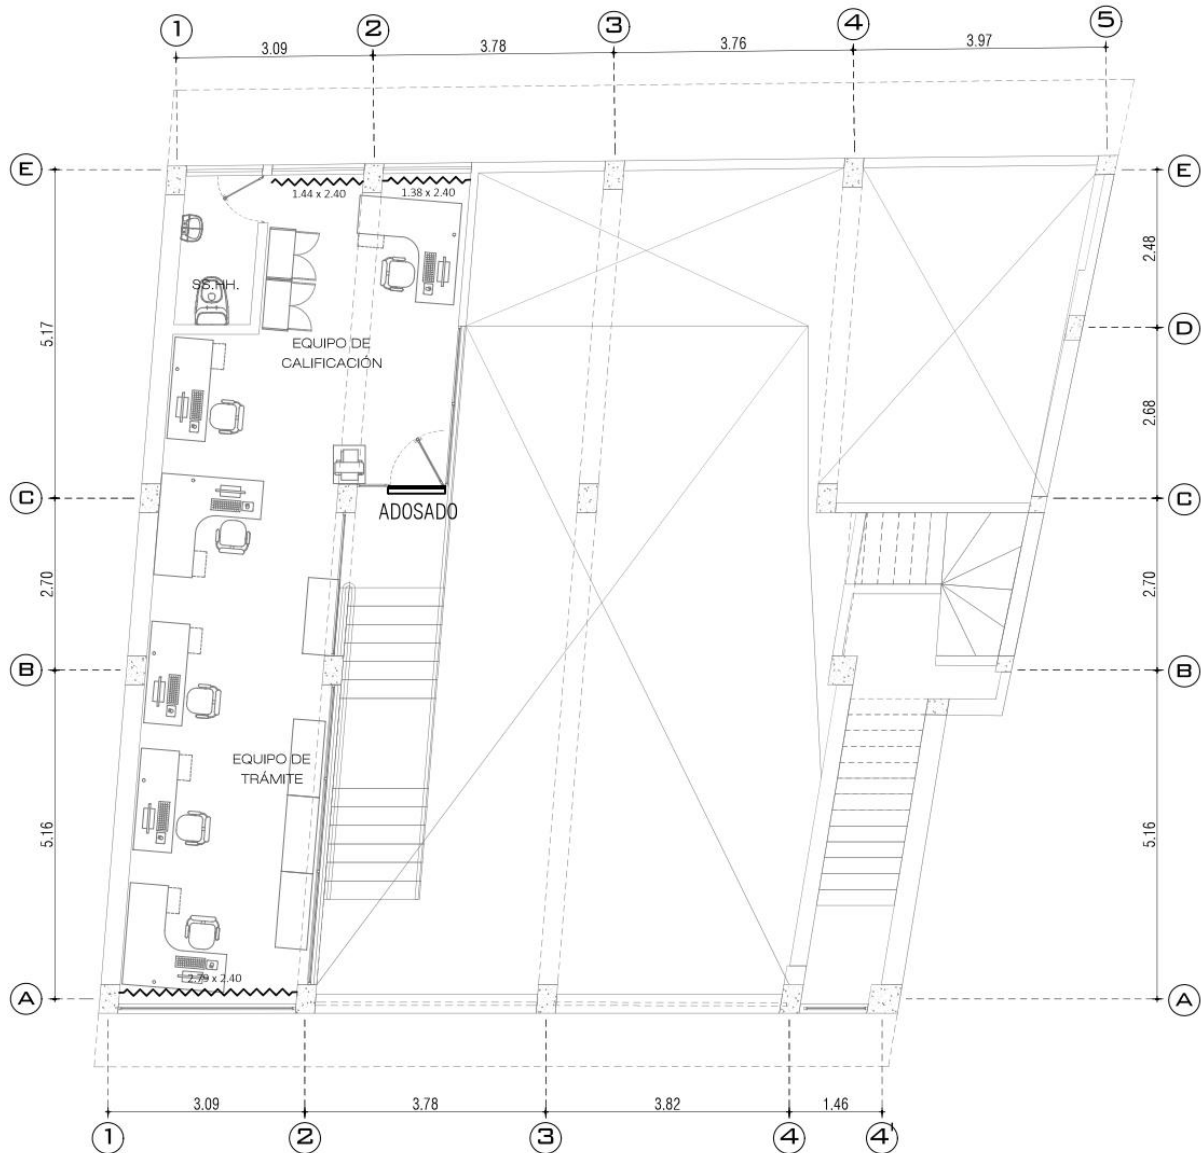 1 2 3 4 5
3.09 3.78 3.76 3.97
E E
1.44 x 2.40 1.38 x 2.40
2.48
SS.HH.
D
5.17
EQUIPO DE
CALIFICACIÓN
2.68
C C
ADOSADO
2.70 2.70
B B
EQUIPO DE
TRÁMITE
5.16 5.16
2.79 x 2.40
A A
3.09 3.78 3.82 1.46
1 2 3 4 4'